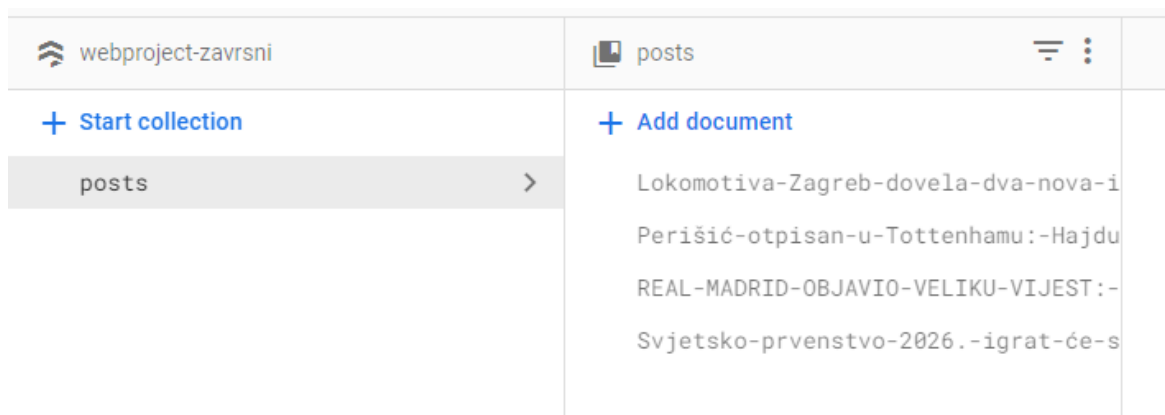 webproject-zavrsni
posts
Start collection
Add document
posts
Lokomotiva-Zagreb-dovela-dva-nova-i
Perišić-otpisan-u-Tottenhamu:-Hajdu
REAL-MADRID-OBJAVIO-VELIKU-VIJEST:-
Svjetsko-prvenstvo-2026.-igrat-će-s